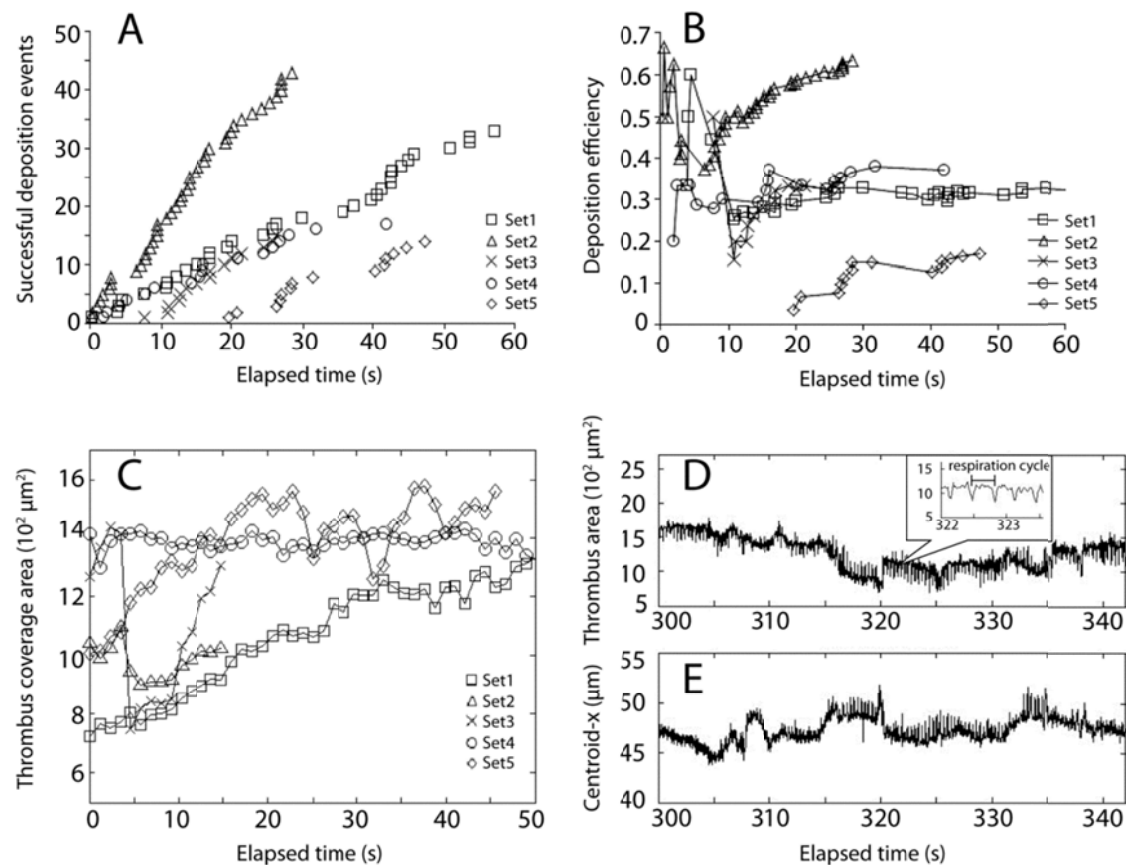 A
Successful deposition events
50
40
30
20
10
0
0 10 20 30 40 50 60
Elapsed time (s)
Set1
Set2
Set3
Set4
Set5
B
Deposition efficiency
0.7
0.6
0.5
0.4
0.3
0.2
0.1
0
0 10 20 30 40 50 60
Elapsed time (s)
Set1
Set2
Set3
Set4
Set5
C
Thrombus coverage area (10² μm²)
16
14
12
10
8
6
0 10 20 30 40 50
Elapsed time (s)
Set1
Set2
Set3
Set4
Set5
D
Thrombus area (10² μm²)
27
22
15
10
5
300 310 320 330 340
respiration cycle
15
10
5
322 323
E
Centroid-x (μm)
55
50
45
40
300 310 320 330 340
Elapsed time (s)